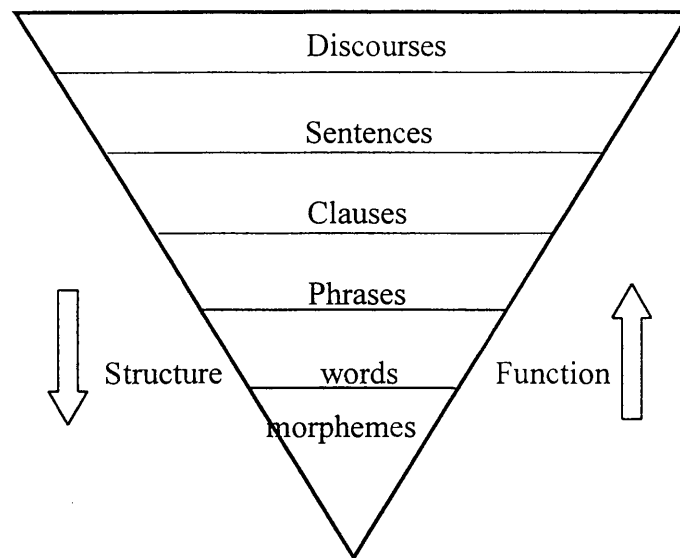 Discourses
Sentences
Clauses
Phrases
Structure words Function
morphemes